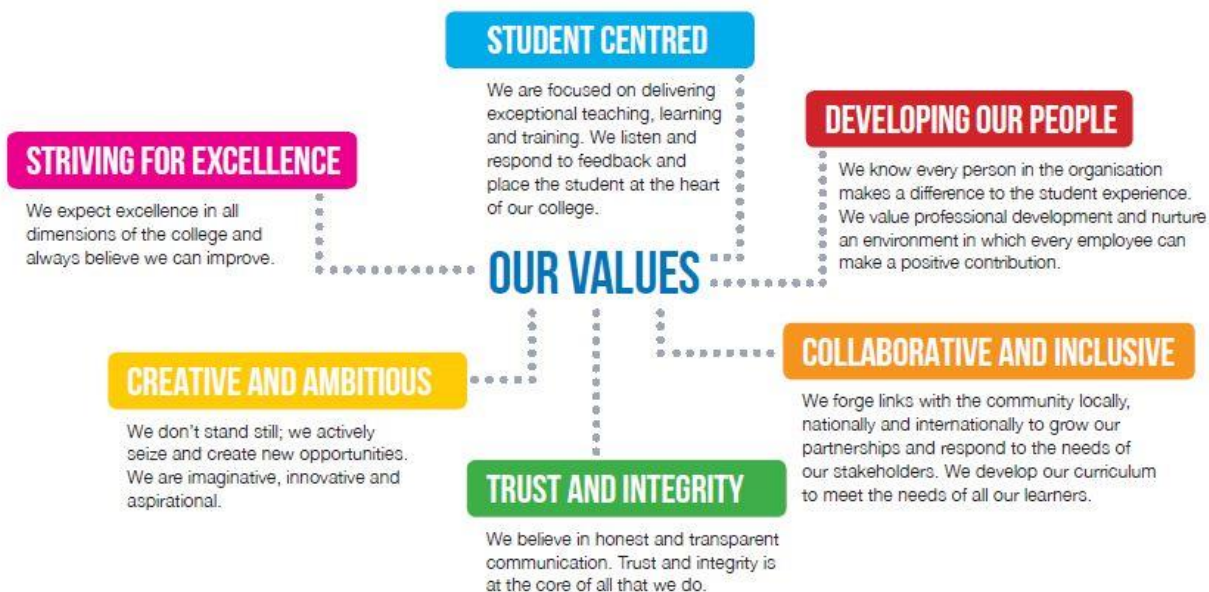 STUDENT CENTRED
We are focused on delivering
exceptional teaching, learning
and training. We listen and
respond to feedback and
place the student at the heart
of our college.
DEVELOPING OUR PEOPLE
We know every person in the organisation
makes a difference to the student experience.
We value professional development and nurture
an environment in which every employee can
make a positive contribution.
STRIVING FOR EXCELLENCE
We expect excellence in all
dimensions of the college and
always believe we can improve.
OUR VALUES
CREATIVE AND AMBITIOUS
We don't stand still; we actively
seize and create new opportunities.
We are imaginative, innovative and
aspirational.
COLLABORATIVE AND INCLUSIVE
We forge links with the community locally,
nationally and internationally to grow our
partnerships and respond to the needs of
our stakeholders. We develop our curriculum
to meet the needs of all our learners.
TRUST AND INTEGRITY
We believe in honest and transparent
communication. Trust and integrity is
at the core of all that we do.